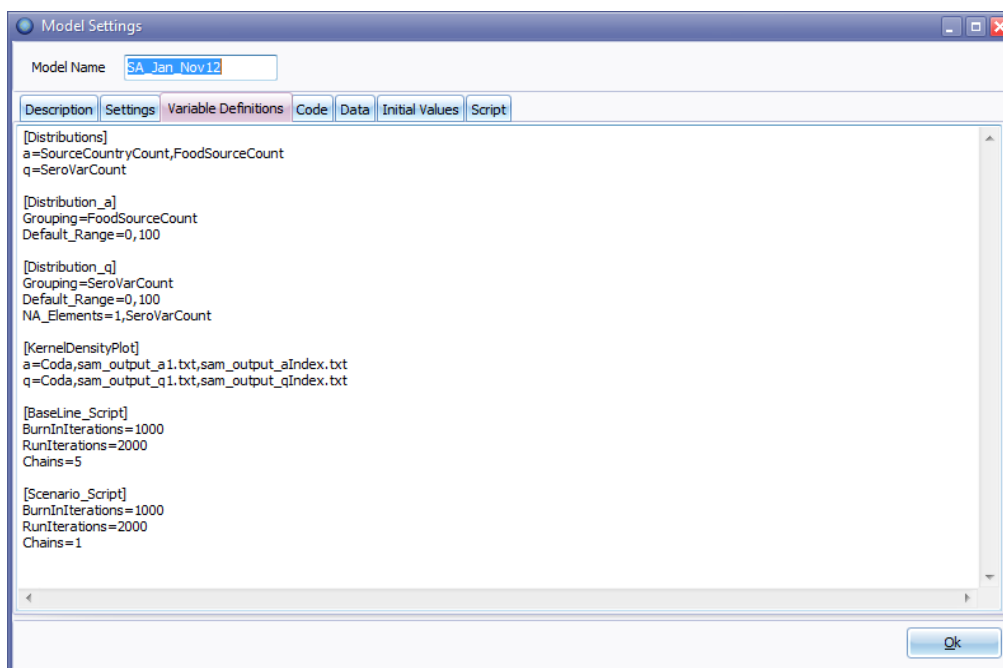 Model Settings
Model Name SA_Jan_Nov12
Description Settings Variable Definitions Code Data Initial Values Script
[Distributions]
a=SourceCountryCount,FoodSourceCount
q=SeroVarCount
[Distribution_a]
Grouping=FoodSourceCount
Default_Range=0,100
[Distribution_q]
Grouping=SeroVarCount
Default_Range=0,100
NA_Elements=1,SeroVarCount
[KernelDensityPlot]
a=Coda,sam_output_a1.txt,sam_output_aIndex.txt
q=Coda,sam_output_q1.txt,sam_output_qIndex.txt
[BaseLine_Script]
BurnInIterations=1000
RunIterations=2000
Chains=5
[Scenario_Script]
BurnInIterations=1000
RunIterations=2000
Chains=1
Ok